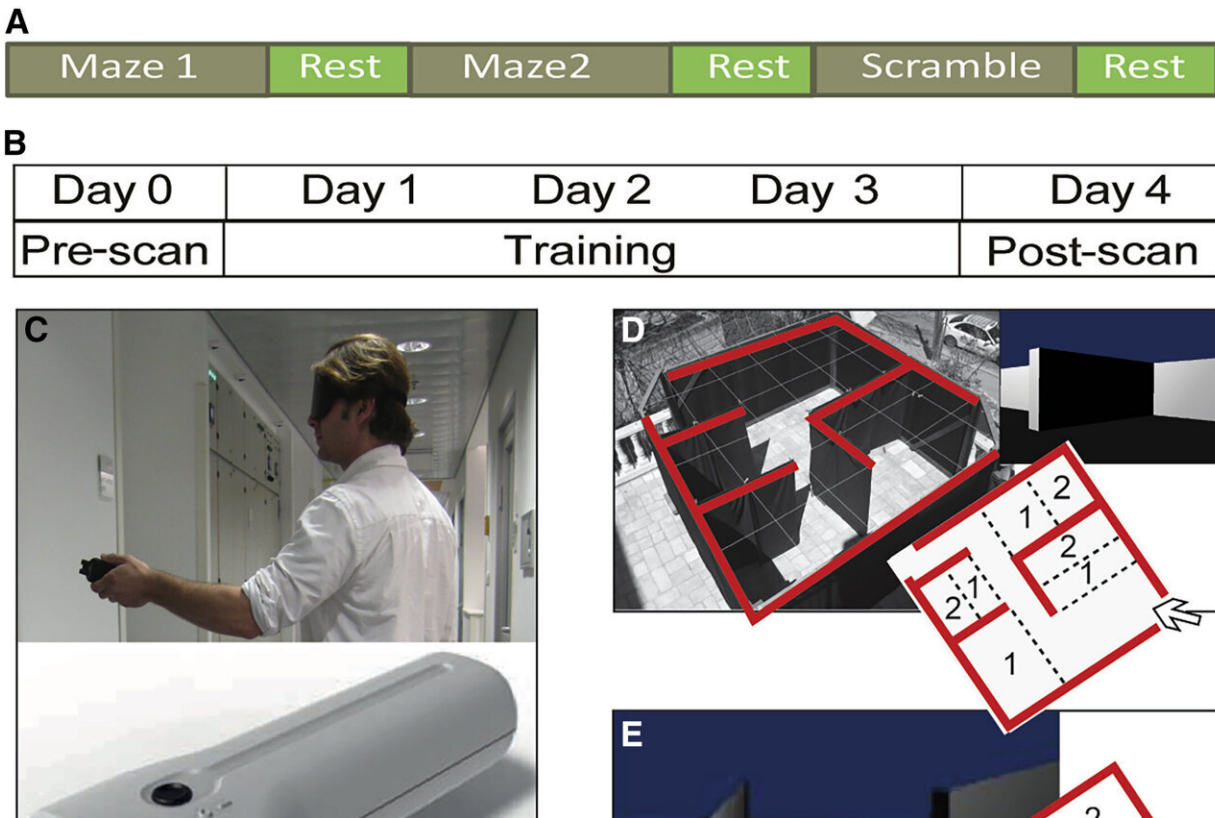 A
Maze 1 Rest Maze2 Rest Scramble Rest
B
Day 0 Day 1 Day 2 Day 3 Day 4
Pre-scan Training Post-scan
C
D
2
1
2
1
1
2
1
E
2